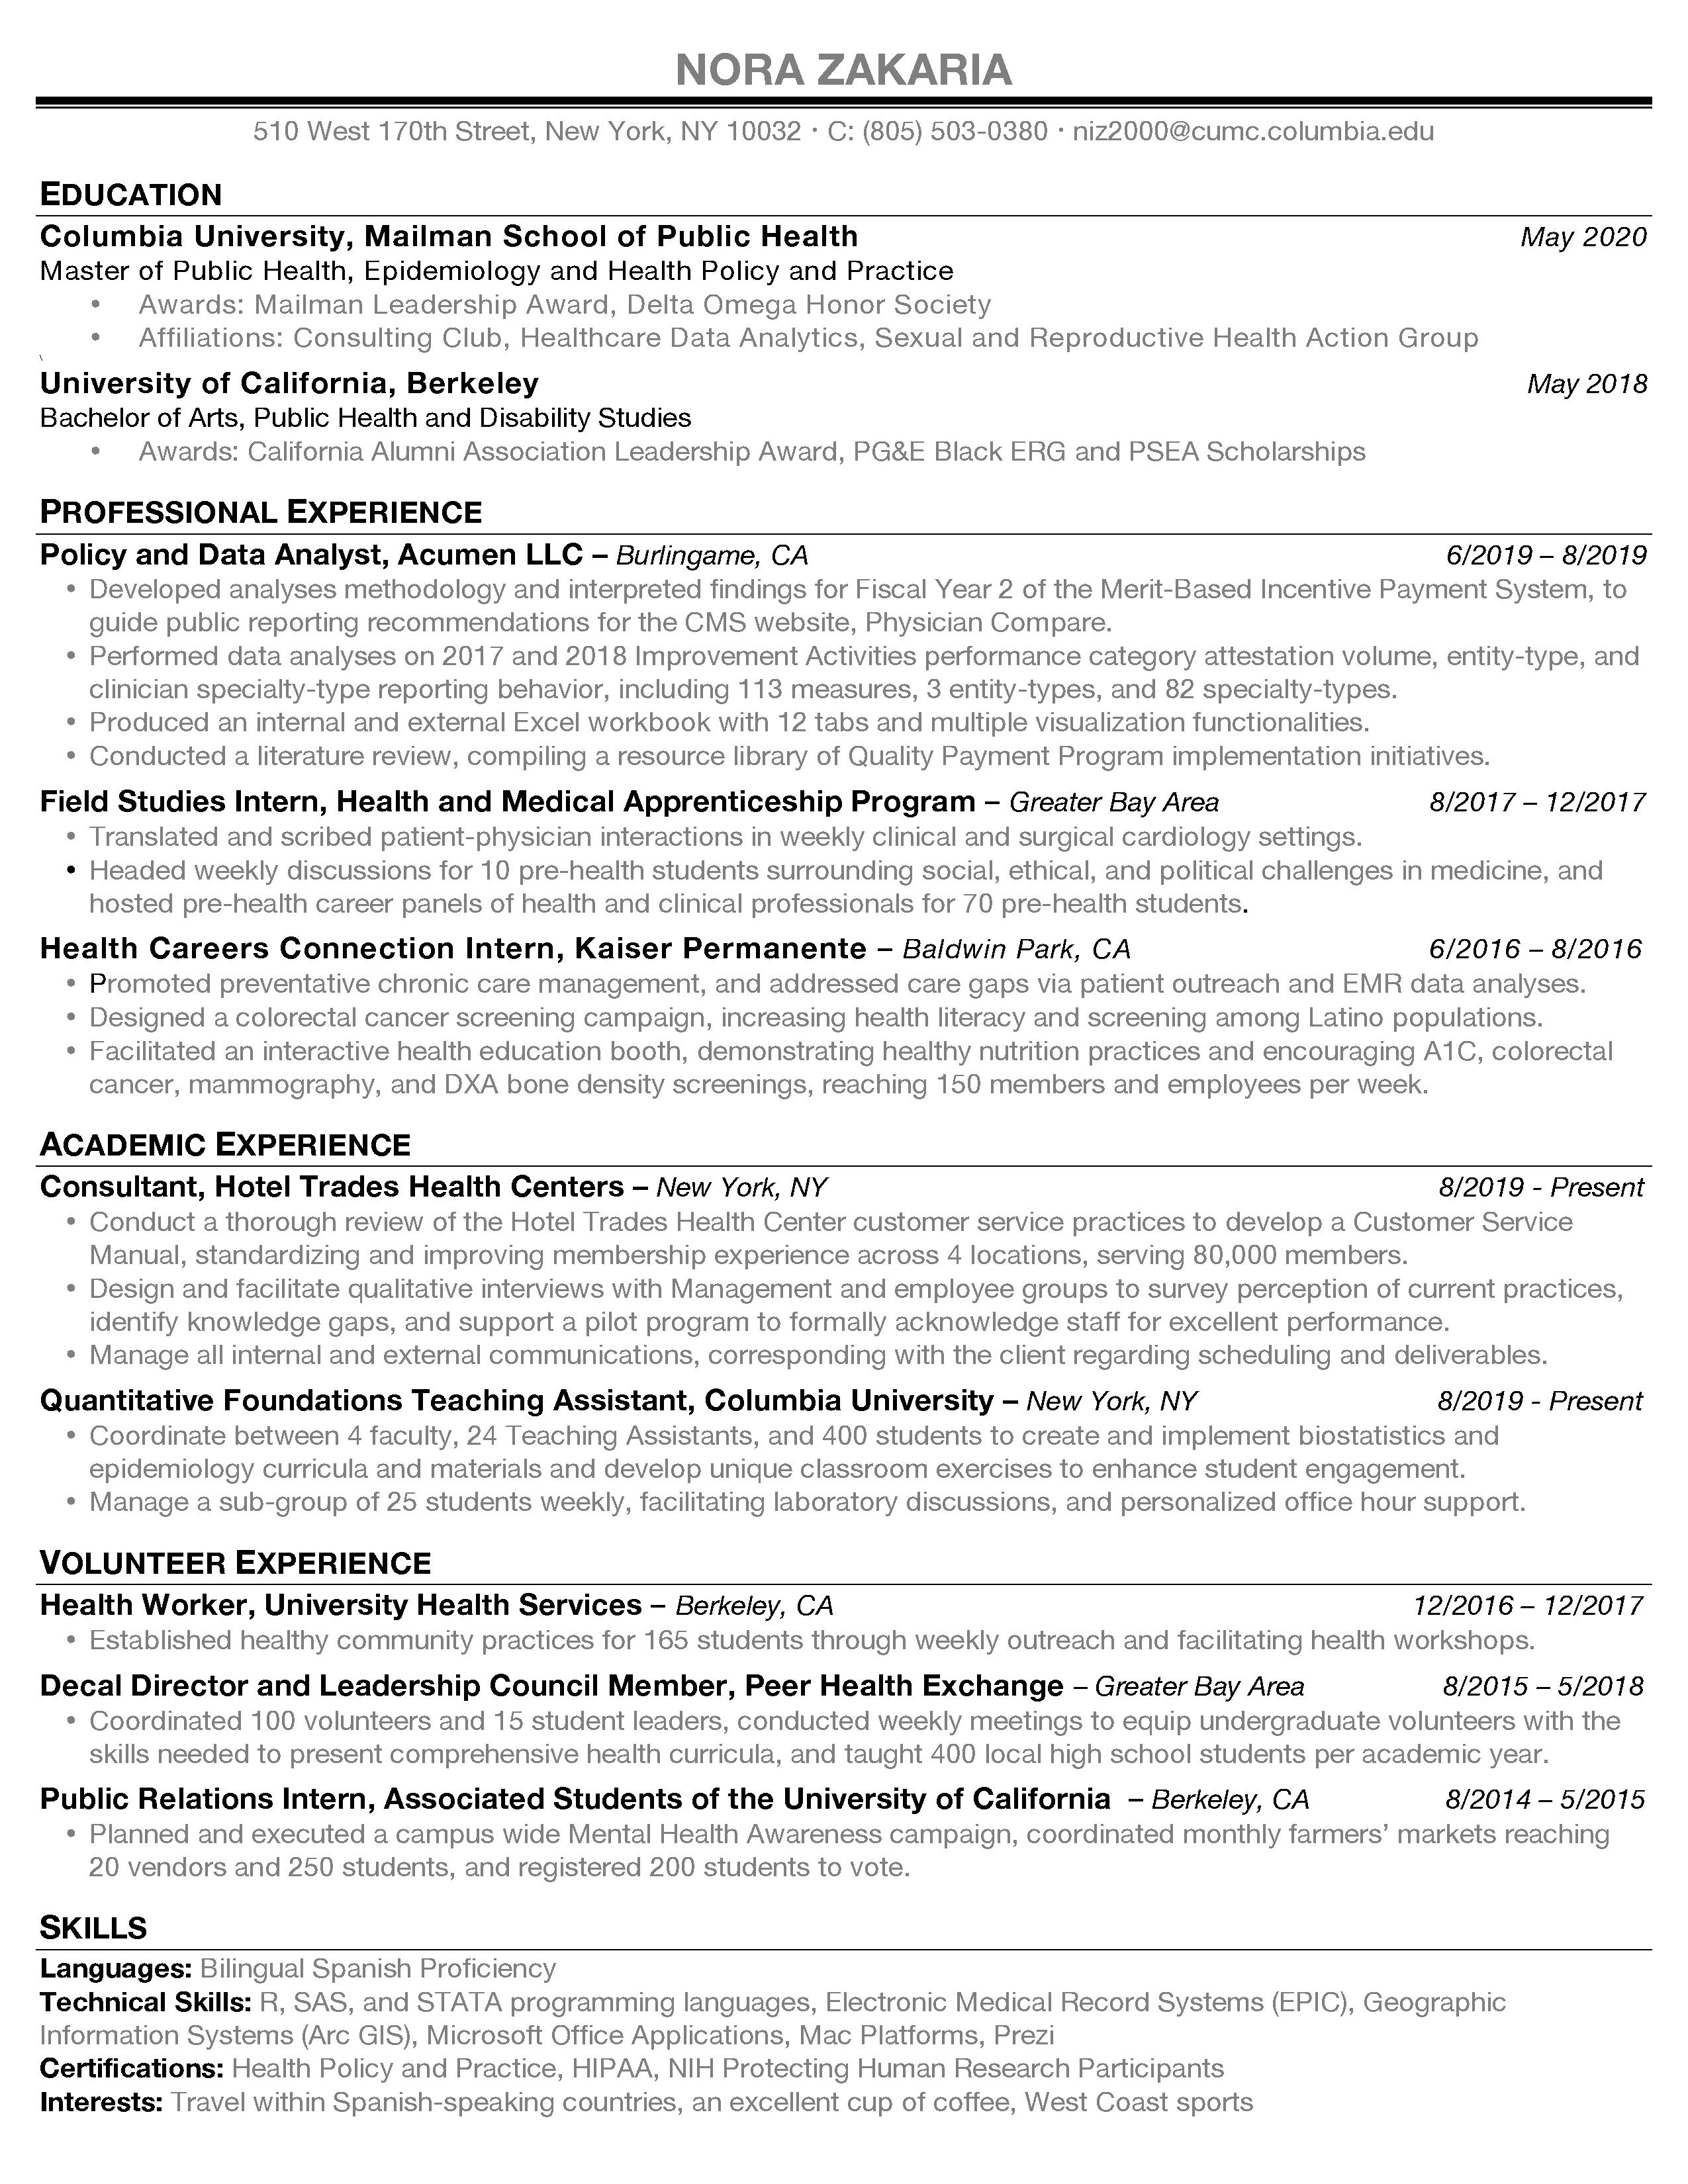 NORA ZAKARIA
510 West 170th Street, New York, NY 10032 · C: (805) 503-0380 · niz2000@cumc.columbia.edu
EDUCATION
Columbia University, Mailman School of Public Health May 2020
Master of Public Health, Epidemiology and Health Policy and Practice
• Awards: Mailman Leadership Award, Delta Omega Honor Society
• Affiliations: Consulting Club, Healthcare Data Analytics, Sexual and Reproductive Health Action Group
\
University of California, Berkeley May 2018
Bachelor of Arts, Public Health and Disability Studies
• Awards: California Alumni Association Leadership Award, PG&E Black ERG and PSEA Scholarships
PROFESSIONAL EXPERIENCE
Policy and Data Analyst, Acumen LLC – Burlingame, CA 6/2019 – 8/2019
• Developed analyses methodology and interpreted findings for Fiscal Year 2 of the Merit-Based Incentive Payment System, to
guide public reporting recommendations for the CMS website, Physician Compare.
• Performed data analyses on 2017 and 2018 Improvement Activities performance category attestation volume, entity-type, and
clinician specialty-type reporting behavior, including 113 measures, 3 entity-types, and 82 specialty-types.
• Produced an internal and external Excel workbook with 12 tabs and multiple visualization functionalities.
• Conducted a literature review, compiling a resource library of Quality Payment Program implementation initiatives.
Field Studies Intern, Health and Medical Apprenticeship Program – Greater Bay Area 8/2017 – 12/2017
• Translated and scribed patient-physician interactions in weekly clinical and surgical cardiology settings.
• Headed weekly discussions for 10 pre-health students surrounding social, ethical, and political challenges in medicine, and
hosted pre-health career panels of health and clinical professionals for 70 pre-health students.
Health Careers Connection Intern, Kaiser Permanente – Baldwin Park, CA 6/2016 – 8/2016
• Promoted preventative chronic care management, and addressed care gaps via patient outreach and EMR data analyses.
• Designed a colorectal cancer screening campaign, increasing health literacy and screening among Latino populations.
• Facilitated an interactive health education booth, demonstrating healthy nutrition practices and encouraging A1C, colorectal
cancer, mammography, and DXA bone density screenings, reaching 150 members and employees per week.
ACADEMIC EXPERIENCE
Consultant, Hotel Trades Health Centers – New York, NY 8/2019 - Present
• Conduct a thorough review of the Hotel Trades Health Center customer service practices to develop a Customer Service
Manual, standardizing and improving membership experience across 4 locations, serving 80,000 members.
• Design and facilitate qualitative interviews with Management and employee groups to survey perception of current practices,
identify knowledge gaps, and support a pilot program to formally acknowledge staff for excellent performance.
• Manage all internal and external communications, corresponding with the client regarding scheduling and deliverables.
Quantitative Foundations Teaching Assistant, Columbia University – New York, NY 8/2019 - Present
• Coordinate between 4 faculty, 24 Teaching Assistants, and 400 students to create and implement biostatistics and
epidemiology curricula and materials and develop unique classroom exercises to enhance student engagement.
• Manage a sub-group of 25 students weekly, facilitating laboratory discussions, and personalized office hour support.
VOLUNTEER EXPERIENCE
Health Worker, University Health Services – Berkeley, CA 12/2016 – 12/2017
• Established healthy community practices for 165 students through weekly outreach and facilitating health workshops.
Decal Director and Leadership Council Member, Peer Health Exchange – Greater Bay Area 8/2015 – 5/2018
• Coordinated 100 volunteers and 15 student leaders, conducted weekly meetings to equip undergraduate volunteers with the
skills needed to present comprehensive health curricula, and taught 400 local high school students per academic year.
Public Relations Intern, Associated Students of the University of California – Berkeley, CA 8/2014 – 5/2015
• Planned and executed a campus wide Mental Health Awareness campaign, coordinated monthly farmers’ markets reaching
20 vendors and 250 students, and registered 200 students to vote.
SKILLS
Languages: Bilingual Spanish Proficiency
Technical Skills: R, SAS, and STATA programming languages, Electronic Medical Record Systems (EPIC), Geographic
Information Systems (Arc GIS), Microsoft Office Applications, Mac Platforms, Prezi
Certifications: Health Policy and Practice, HIPAA, NIH Protecting Human Research Participants
Interests: Travel within Spanish-speaking countries, an excellent cup of coffee, West Coast sports